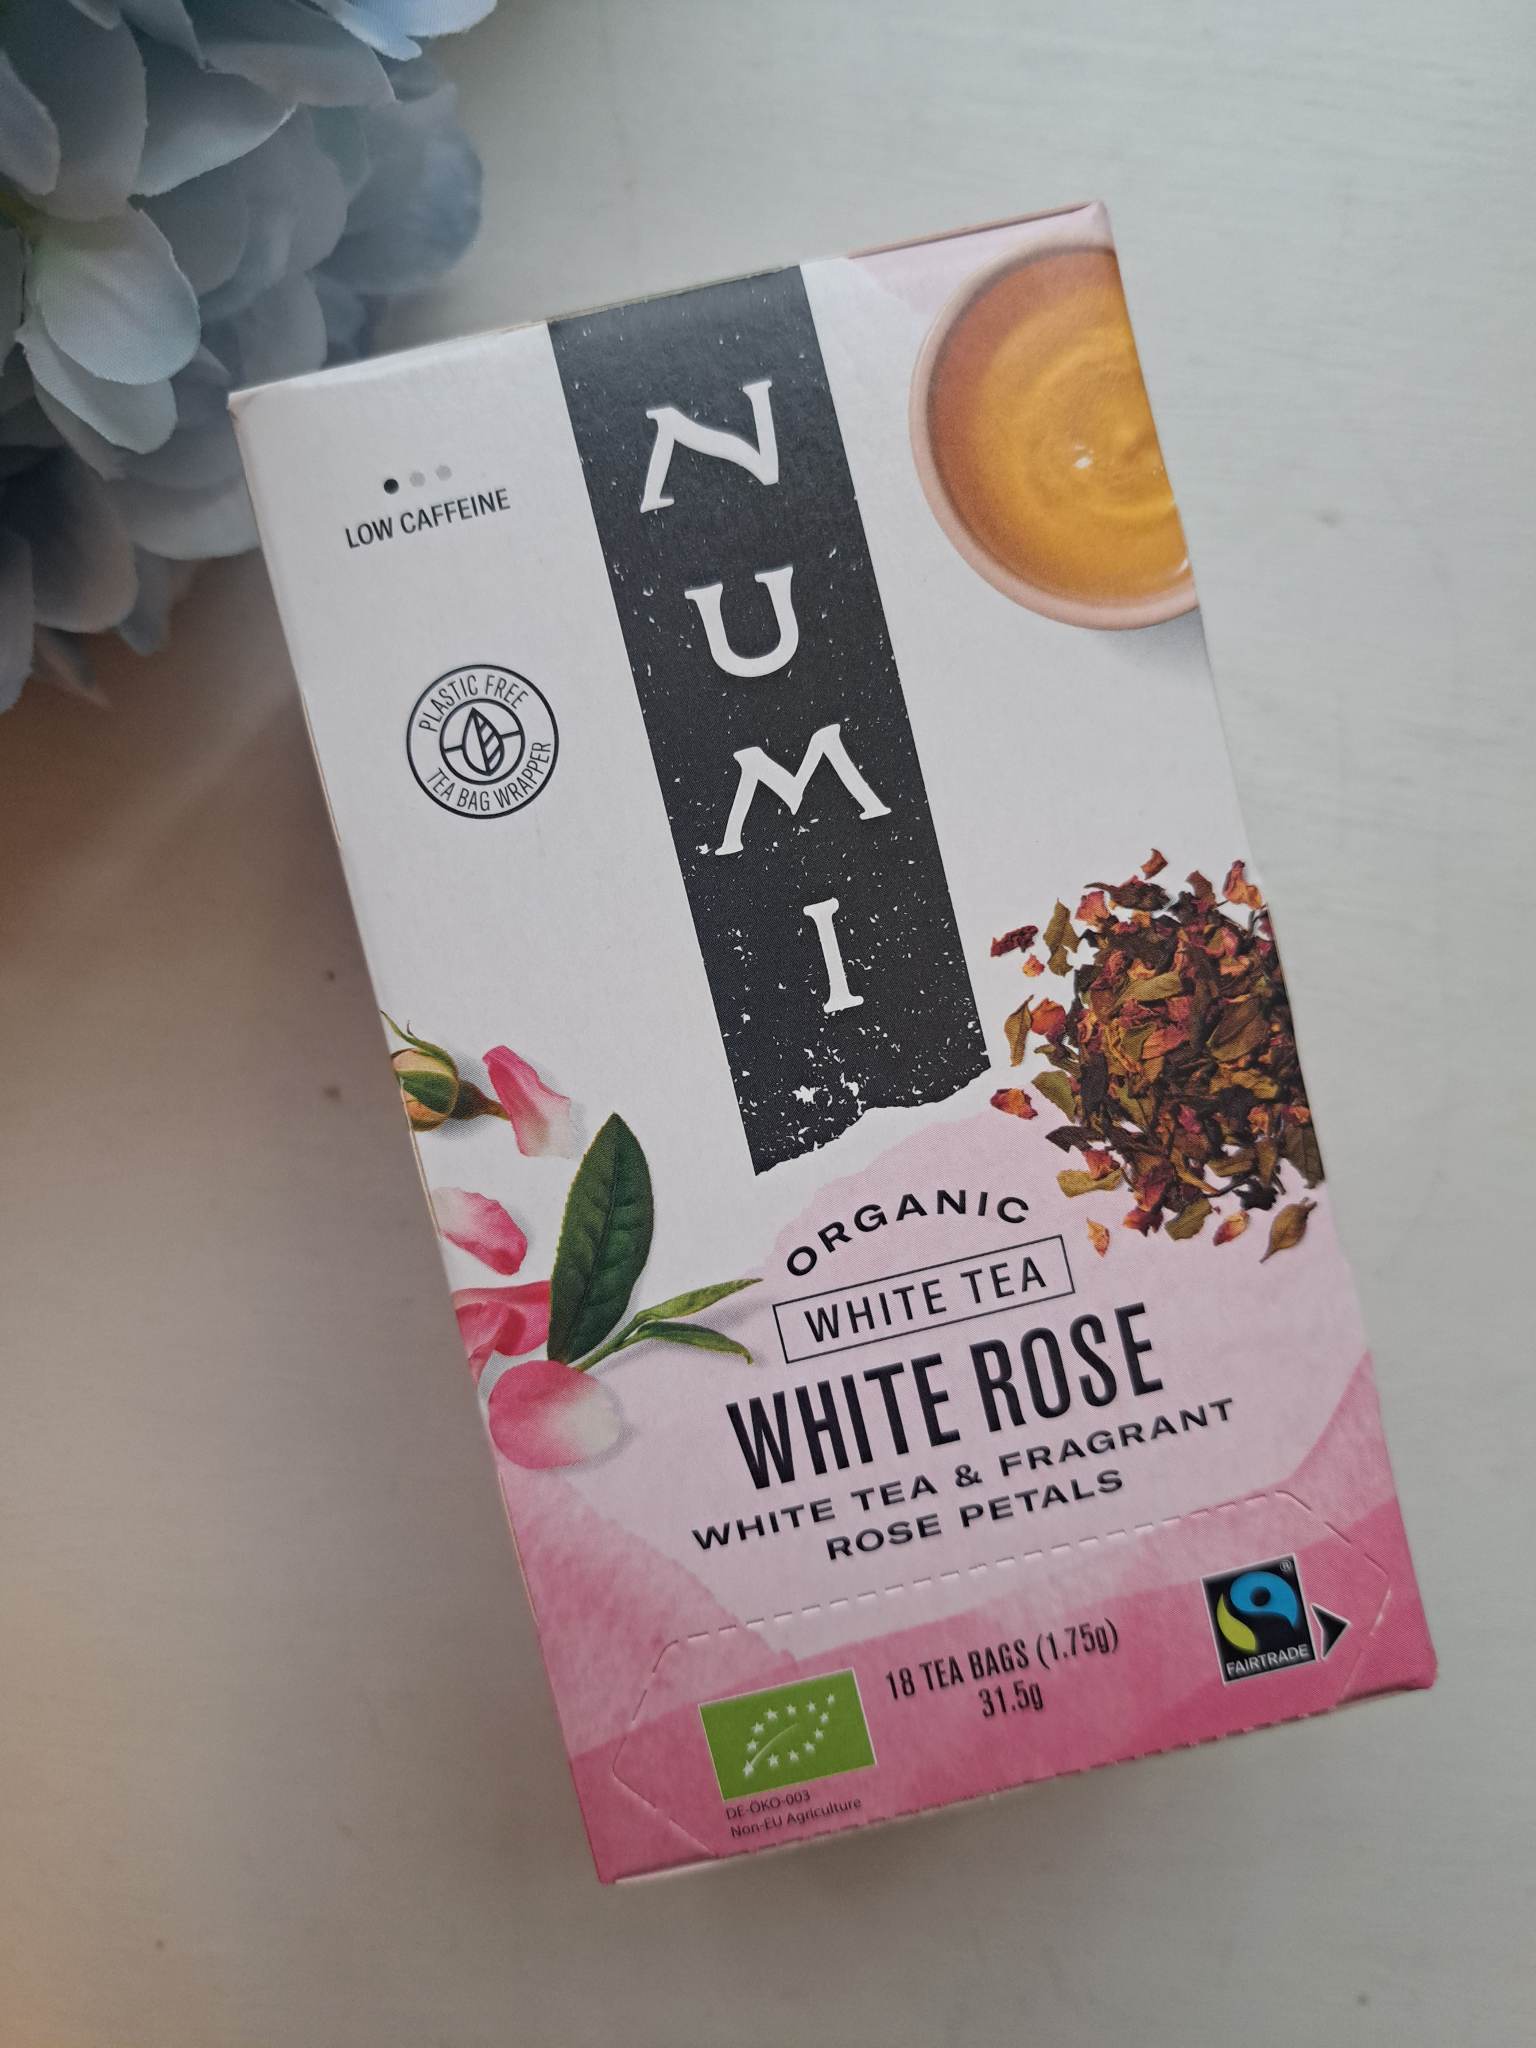 NUMI
LOW CAFFEINE
PLASTIC FREE
TEA BAG WRAPPER
ORGANIC
WHITE TEA
WHITE ROSE
WHITE TEA & FRAGRANT
ROSE PETALS
18 TEA BAGS (1.75g)
31.5g
FAIRTRADE ®
DE-ÖKO-003
Non-EU Agriculture